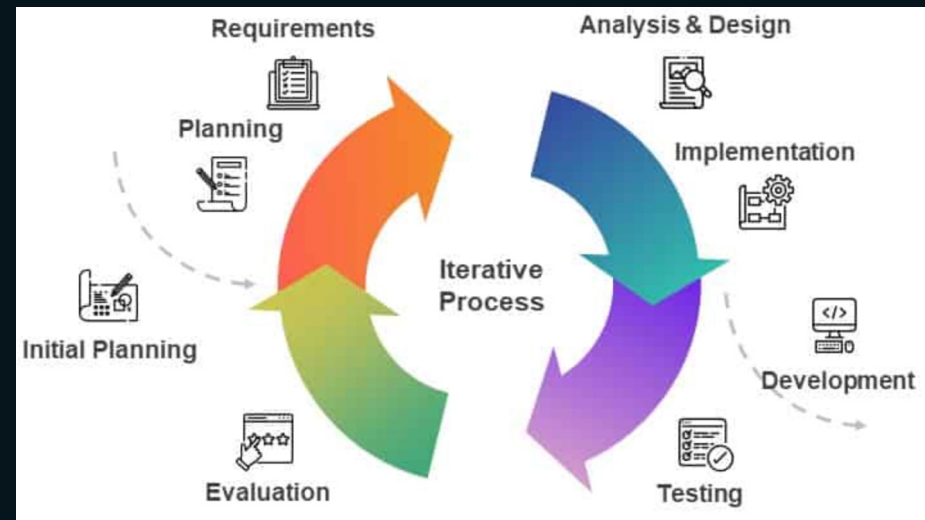 Requirements
Analysis & Design
Planning
Implementation
Iterative
Process
Initial Planning
</>
Development
Evaluation
Testing